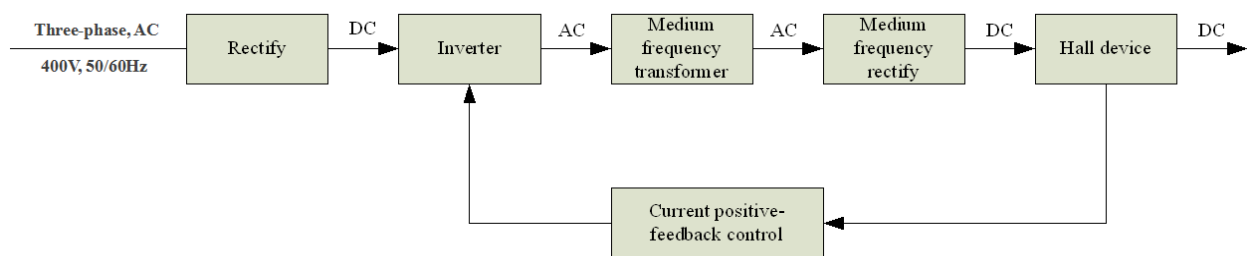 Three-phase, AC
400V, 50/60Hz
Rectify
DC
Inverter
AC
Medium
frequency
transformer
AC
Medium
frequency
rectify
DC
Hall device
DC
Current positive-
feedback control